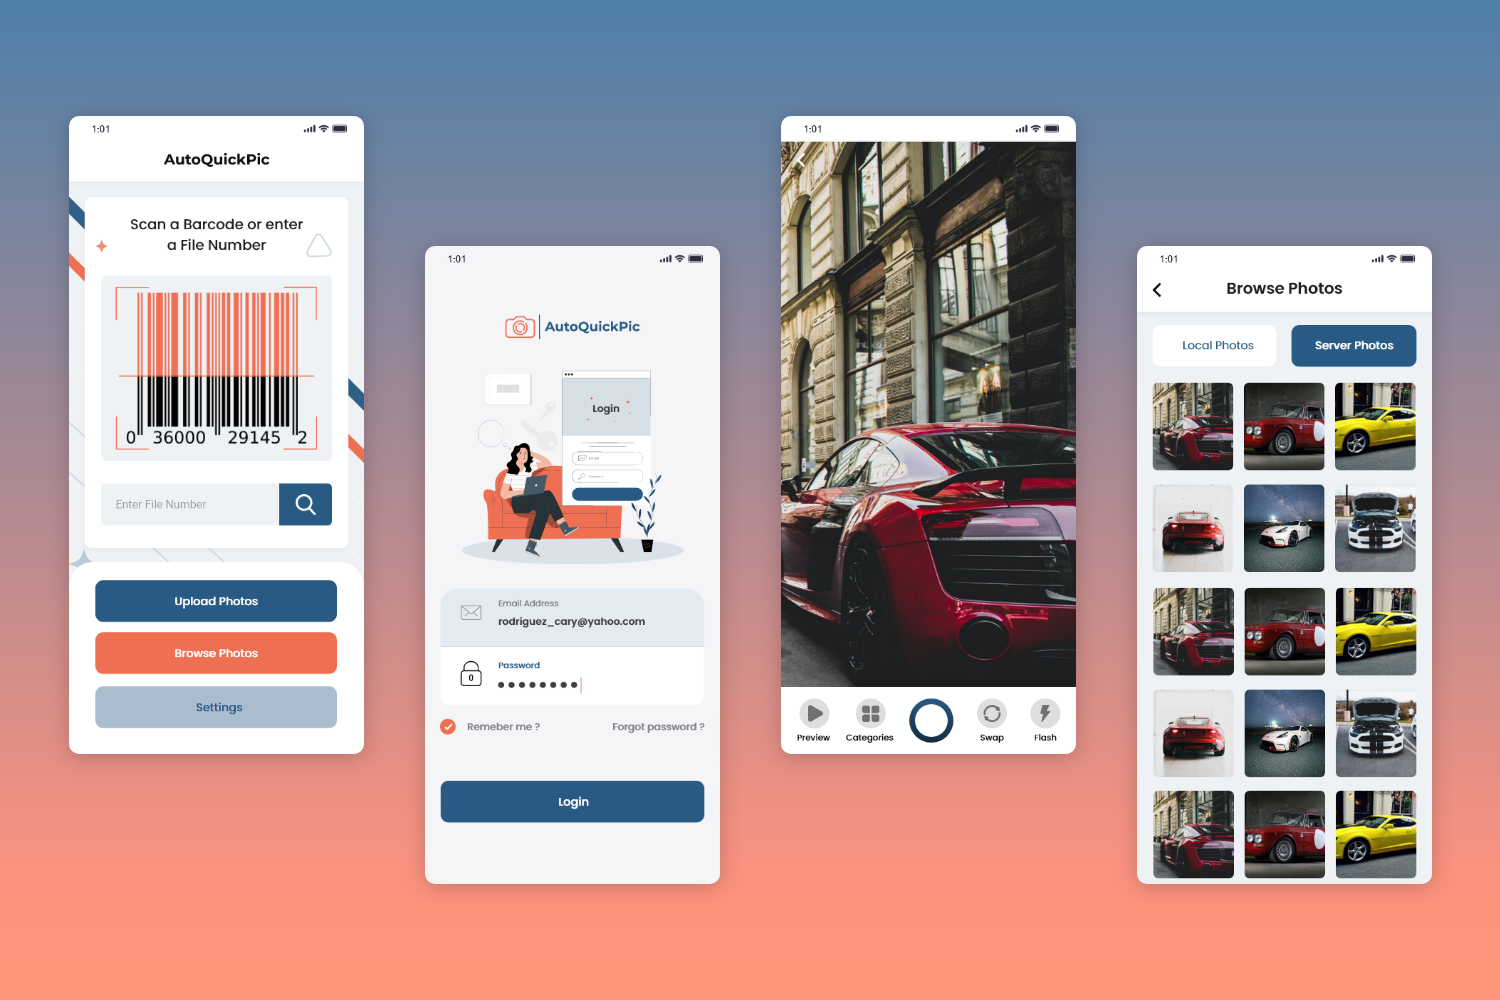 1:01
AutoQuickPic
Scan a Barcode or enter
a File Number
0 36000 29145 2
Enter File Number
Upload Photos
Browse Photos
Settings
1:01
AutoQuickPic
Login
Email Address
rodriguez_cary@yahoo.com
Password
Remeber me ?
Forgot password ?
Login
1:01
Preview
Categories
Swap
Flash
1:01
Browse Photos
Local Photos
Server Photos